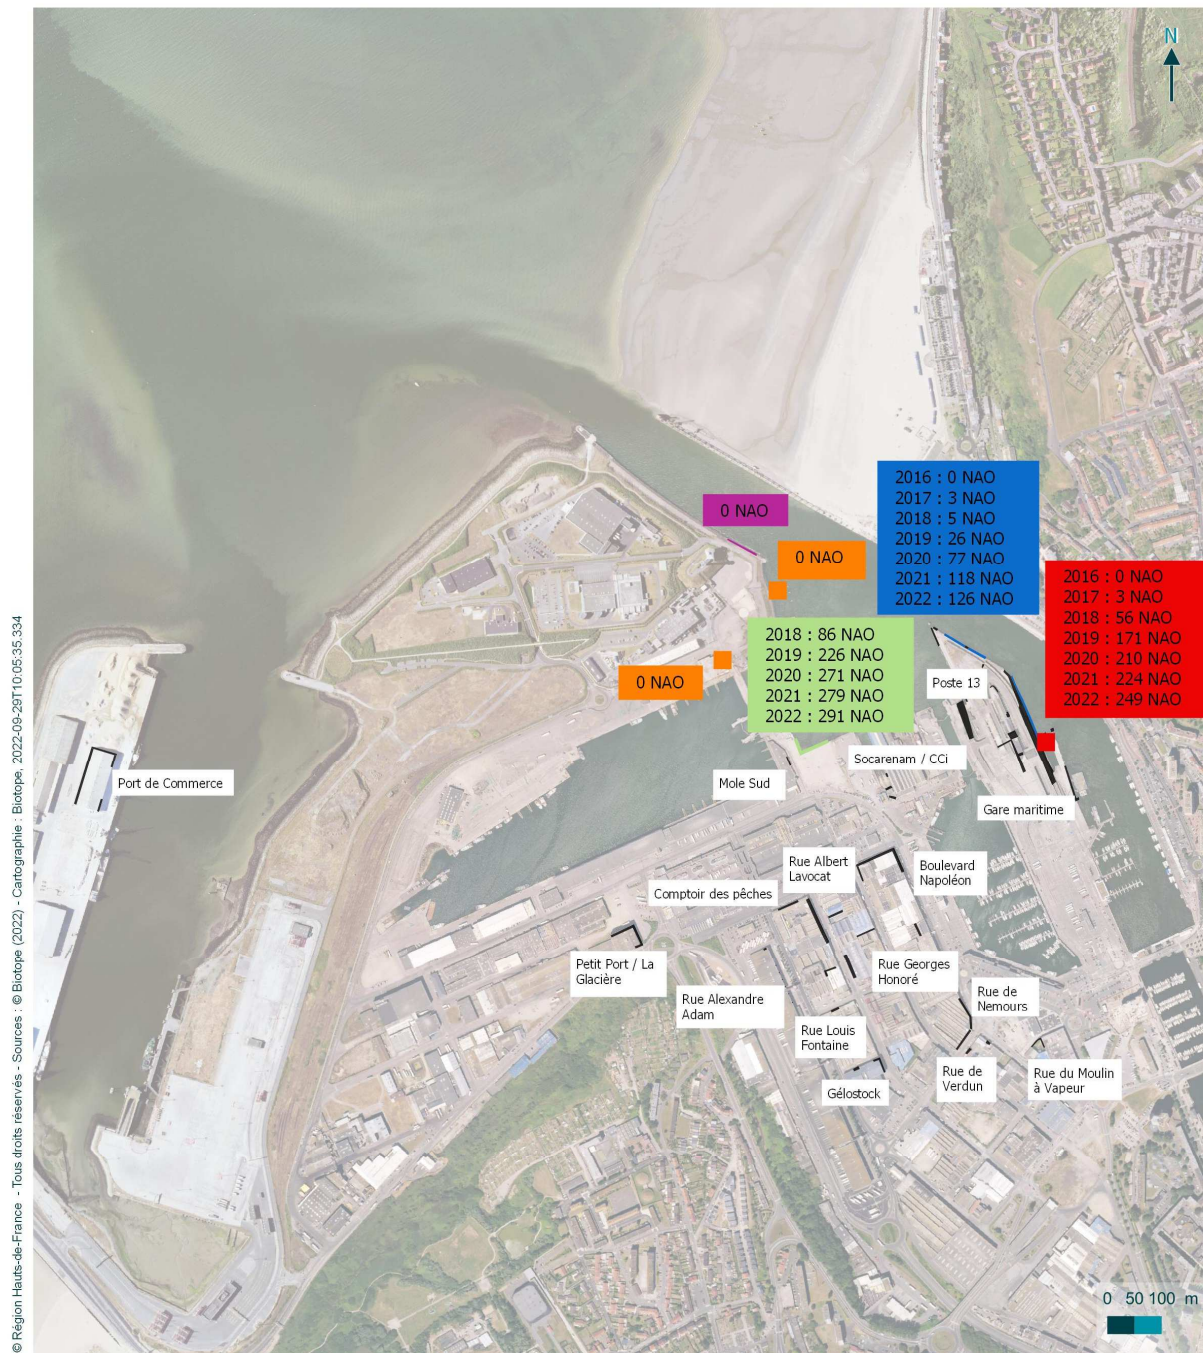 N
2016 : 0 NAO
2017 : 3 NAO
2018 : 5 NAO
2019 : 26 NAO
2020 : 77 NAO
2021 : 118 NAO
2022 : 126 NAO
0 NAO
0 NAO
2016 : 0 NAO
2017 : 3 NAO
2018 : 56 NAO
2019 : 171 NAO
2020 : 210 NAO
2021 : 224 NAO
2022 : 249 NAO
2018 : 86 NAO
2019 : 226 NAO
2020 : 271 NAO
2021 : 279 NAO
2022 : 291 NAO
0 NAO
Poste 13
Socarenam / CCi
Port de Commerce
Mole Sud
Gare maritime
Rue Albert
Lavocat
Boulevard
Napoléon
Comptoir des pêches
Petit Port / La
Glacière
Rue Georges
Honoré
Rue Alexandre
Adam
Rue de
Nemours
Rue Louis
Fontaine
Rue de
Verdun
Rue du Moulin
à Vapeur
Gélostock
0 50 100 m
© Région Hauts-de-France - Tous droits réservés - Sources : © Biotope (2022) - Cartographie : Biotope, 2022-09-29T10:05:35.334